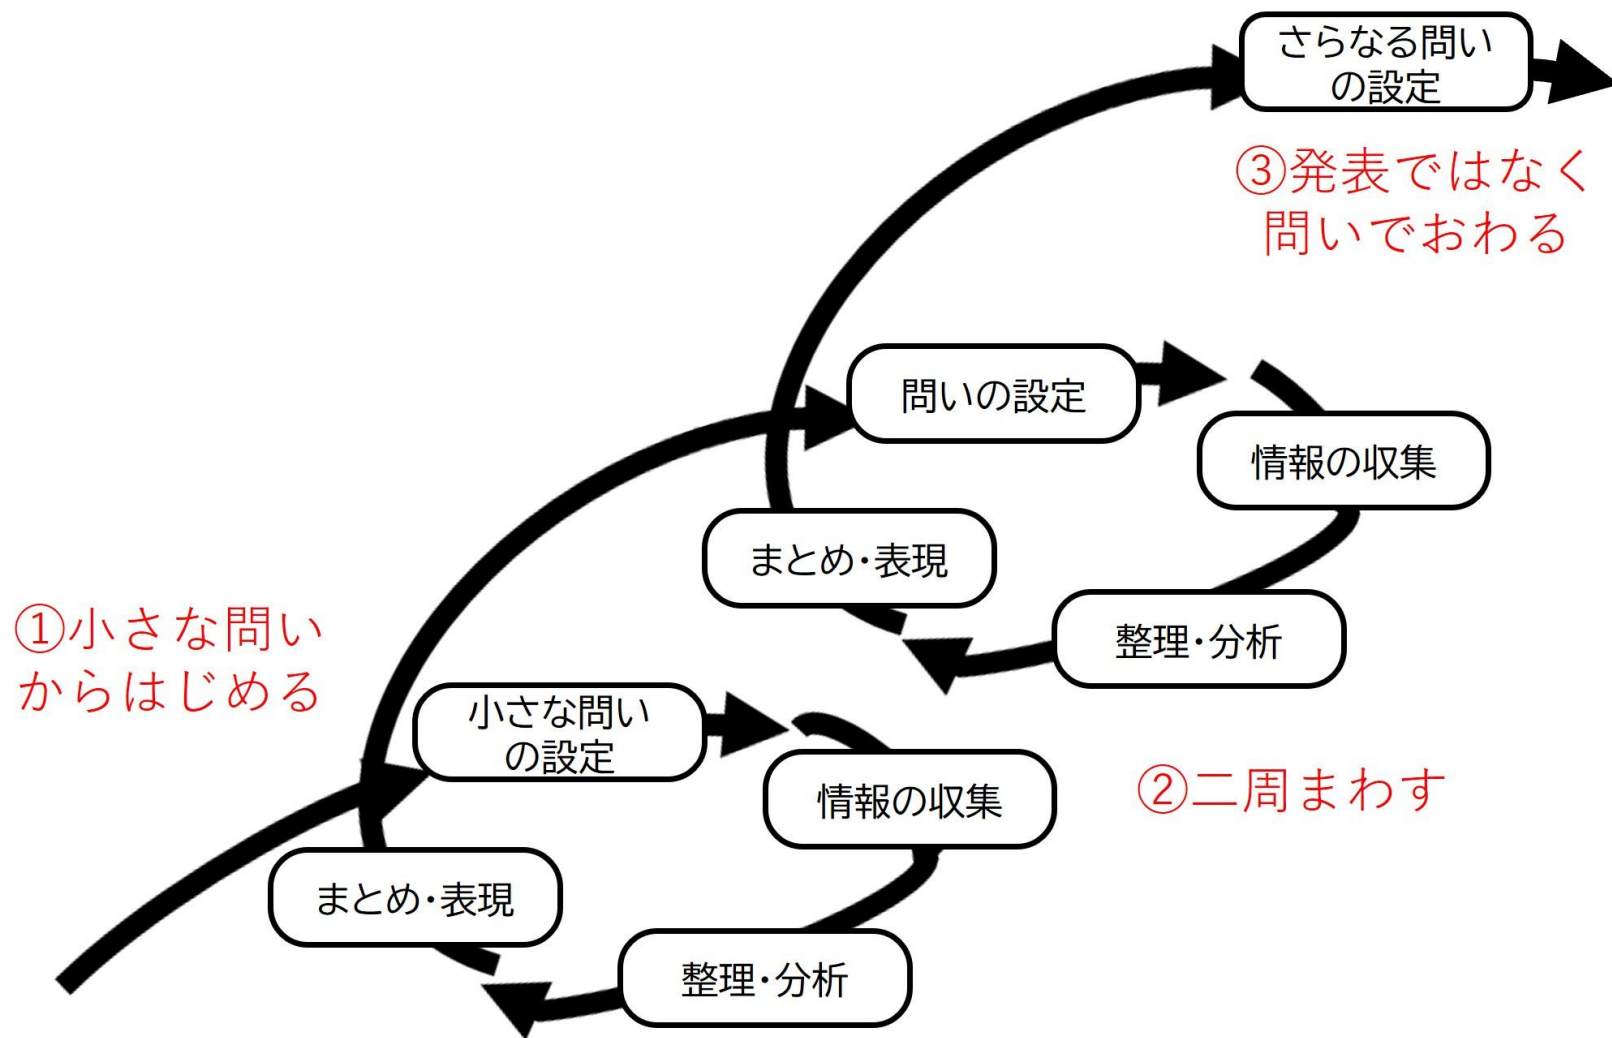 さらなる問い
の設定
③発表ではなく
問いでおわる
問いの設定
情報の収集
まとめ・表現
整理・分析
①小さな問い
からはじめる
小さな問い
の設定
情報の収集
②二周まわす
まとめ・表現
整理・分析